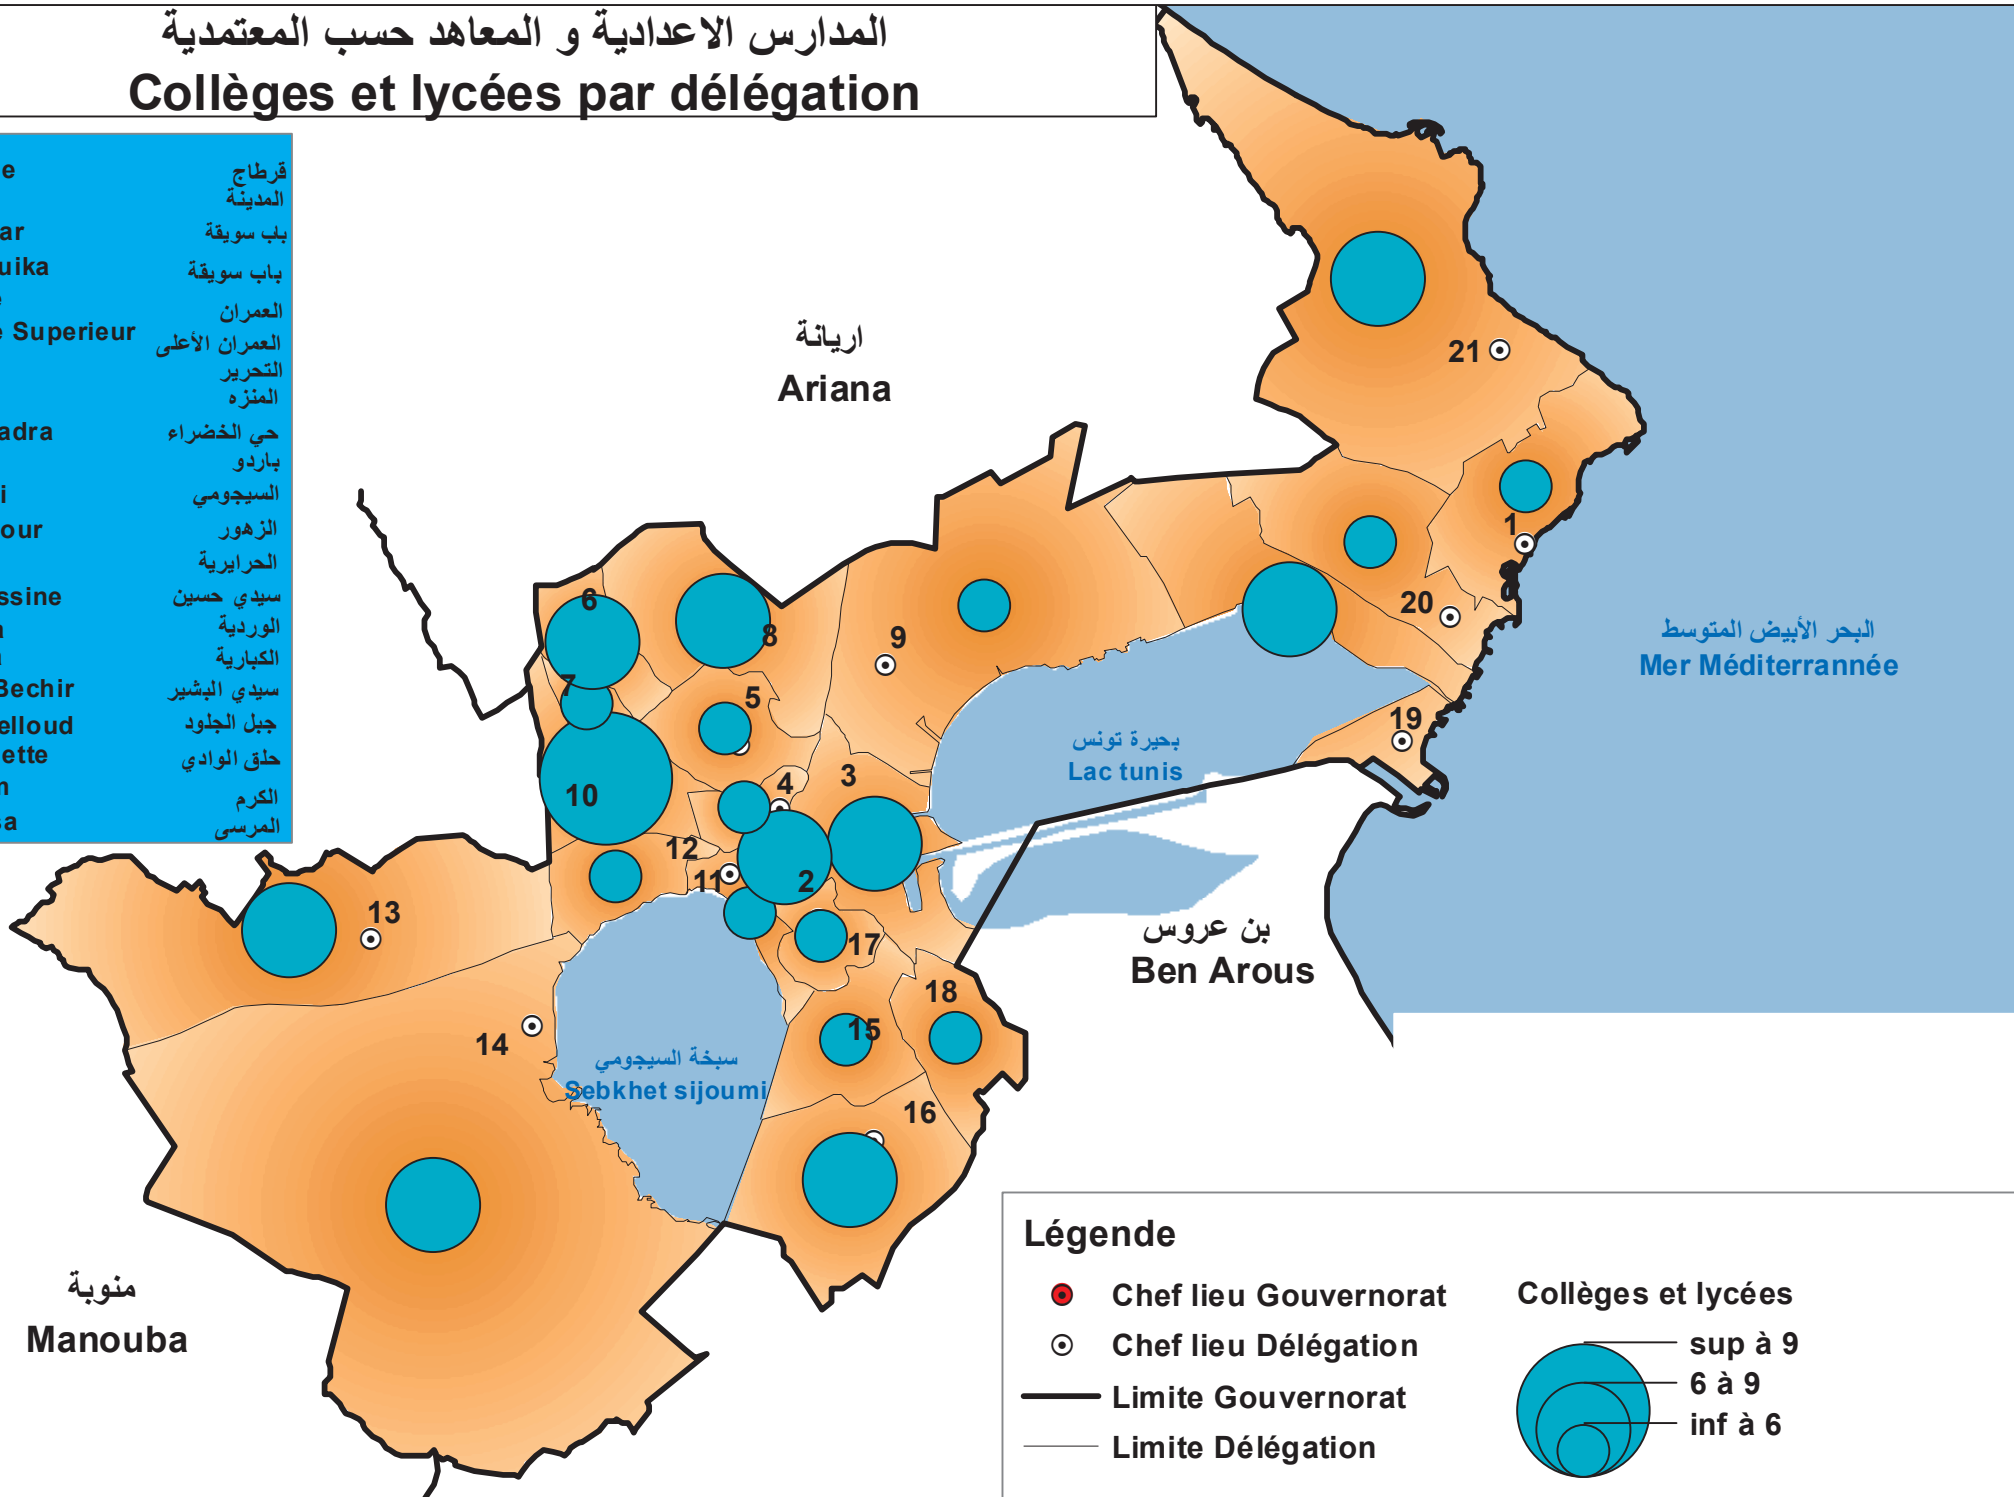 المدارس الاعدادية و المعاهد حسب المعتمدية
Collèges et lycées par délégation
e قرطاج
المدينة
ar باب سويقة
uika باب سويقة
العمران
e Superieur العمران الأعلى
التحرير
المنزه
adra حي الخضراء
باردو
i السيجومي
our الزهور
الحرايرية
ssine سيدي حسين
a الوردية
الكبارية
Bechir سيدي البشير
elloud جبل الجلود
ette حلق الوادي
n الكرم
sa المرسى
اريانة
Ariana
21
1
20
19
البحر الأبيض المتوسط
Mer Méditerrannée
بحيرة تونس
Lac tunis
6
8
9
7
5
4
3
10
12
11
2
13
17
18
15
14
16
سبخة السيجومي
Sebkhet sijoumi
بن عروس
Ben Arous
منوبة
Manouba
Légende
Chef lieu Gouvernorat
Chef lieu Délégation
Limite Gouvernorat
Limite Délégation
Collèges et lycées
sup à 9
6 à 9
inf à 6